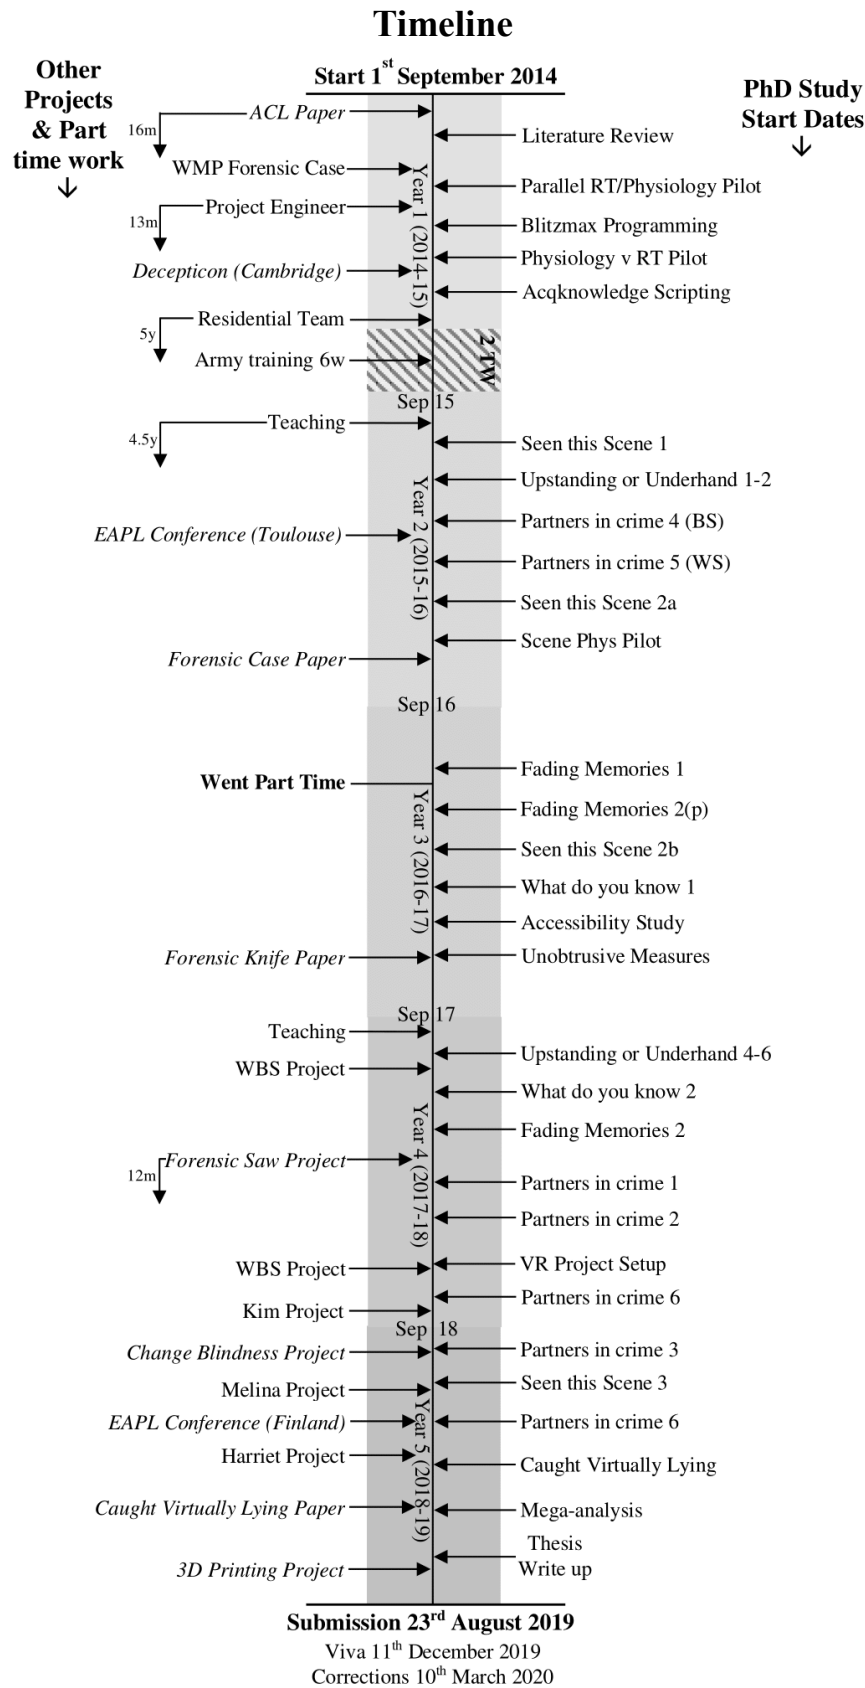 Timeline
Start 1st September 2014
Other
Projects
& Part
time work
PhD Study
Start Dates
ACL Paper
16m
Literature Review
WMP Forensic Case
Parallel RT/Physiology Pilot
Project Engineer
13m
Blitzmax Programming
Year 1 (2014-15)
Physiology v RT Pilot
Decepticon (Cambridge)
Acqknowledge Scripting
Residential Team
5y
Army training 6w
2 TW
Sep 15
Teaching
4.5y
Seen this Scene 1
Upstanding or Underhand 1-2
Year 2 (2015-16)
Partners in crime 4 (BS)
EAPL Conference (Toulouse)
Partners in crime 5 (WS)
Seen this Scene 2a
Scene Phys Pilot
Forensic Case Paper
Sep 16
Fading Memories 1
Went Part Time
Fading Memories 2(p)
Year 3 (2016-17)
Seen this Scene 2b
What do you know 1
Accessibility Study
Forensic Knife Paper
Unobtrusive Measures
Sep 17
Teaching
Upstanding or Underhand 4-6
WBS Project
What do you know 2
Year 4 (2017-18)
Fading Memories 2
Forensic Saw Project
12m
Partners in crime 1
Partners in crime 2
VR Project Setup
WBS Project
Partners in crime 6
Kim Project
Sep 18
Partners in crime 3
Change Blindness Project
Seen this Scene 3
Melina Project
Year 5 (2018-19)
EAPL Conference (Finland)
Partners in crime 6
Harriet Project
Caught Virtually Lying
Caught Virtually Lying Paper
Mega-analysis
Thesis
Write up
3D Printing Project
Submission 23rd August 2019
Viva 11th December 2019
Corrections 10th March 2020